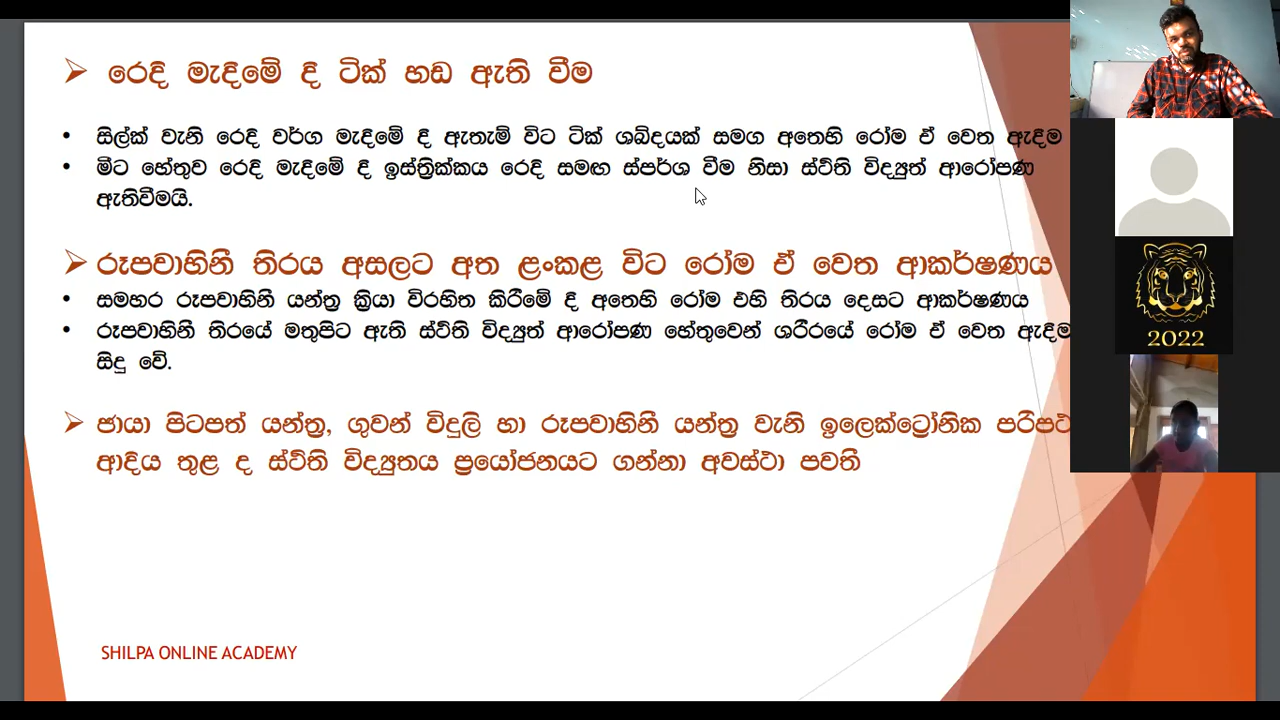 රෙදි මැදීමේ දී ටික් හඩ ඇති වීම
සිල්ක් වැනි රෙදි වර්ග මැදීමේ දී ඇතැම් විට ටික් ශබ්දයක් සමග අතෙහි රෝම ඒ වෙත ඇදීම
මීට හේතුව රෙදි මැදීමේ දී ඉස්ත්‍රික්කය රෙදි සමඟ ස්පර්ශ වීම නිසා ස්ථිති විද්‍යුත් ආරෝපණ
ඇතිවීමයි.
රූපවාහිනී තිරය අසලට අත ළංකළ විට රෝම ඒ වෙත ආකර්ෂණය
සමහර රූපවාහිනී යන්ත්‍ර ක්‍රියා විරහිත කිරීමේ දී අතෙහි රෝම එහි තිරය දෙසට ආකර්ෂණය
රූපවාහිනී තිරයේ මතුපිට ඇති ස්ථිති විද්‍යුත් ආරෝපණ හේතුවෙන් ශරීරයේ රෝම ඒ වෙත ඇදීම
සිදු වේ.
ඡායා පිටපත් යන්ත්‍ර, ගුවන් විදුලි හා රූපවාහිනී යන්ත්‍ර වැනි ඉලෙක්ට්‍රෝනික පරිපථ
ආදිය තුළ ද ස්ථිති විද්‍යුතය ප්‍රයෝජනයට ගන්නා අවස්ථා පවතී
2022
SHILPA ONLINE ACADEMY